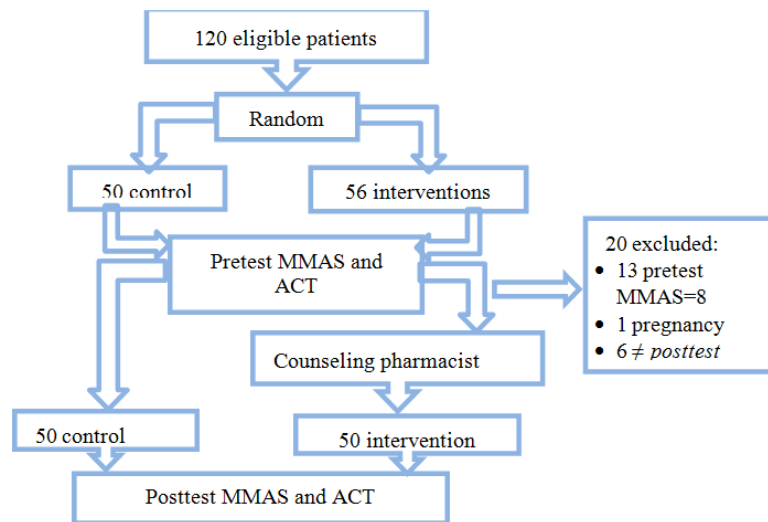 120 eligible patients
Random
50 control
56 interventions
Pretest MMAS and
ACT
20 excluded:
• 13 pretest
MMAS=8
• 1 pregnancy
• 6 ≠ posttest
Counseling pharmacist
50 control
50 intervention
Posttest MMAS and ACT